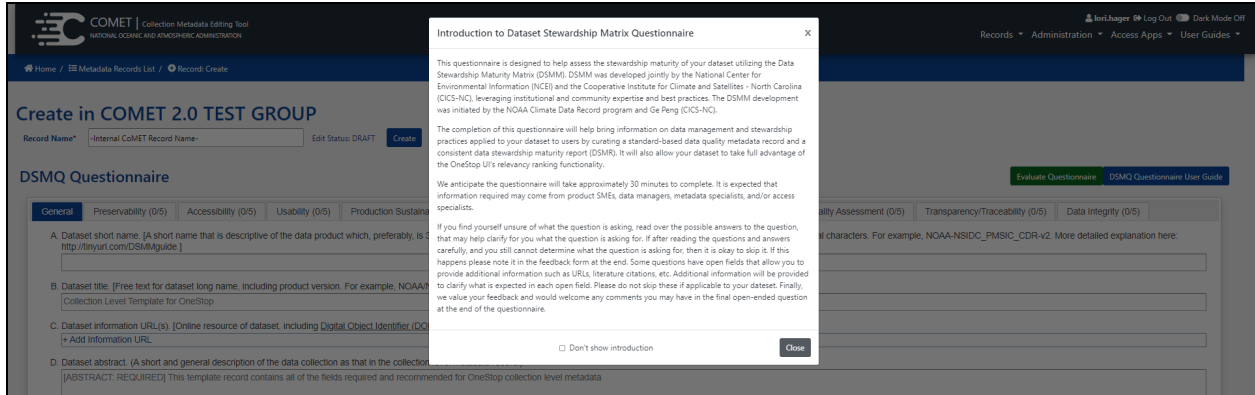 COMET | Collection Metadata Editing Tool
NATIONAL OCEANIC AND ATMOSPHERIC ADMINISTRATION
lori.hager Log Out Dark Mode Off
Records Administration Access Apps User Guides
Home / Metadata Records List / Record: Create
Create in COMET 2.0 TEST GROUP
Record Name* -Internal CoMET Record Name- Edit Status: DRAFT Create
DSMQ Questionnaire
Evaluate Questionnaire DSMQ Questionnaire User Guide
General Preservability (0/5) Accessibility (0/5) Usability (0/5) Production Sustaina
ality Assessment (0/5) Transparency/Traceability (0/5) Data Integrity (0/5)
A. Dataset short name. [A short name that is descriptive of the data product which, preferably, is
al characters. For example, NOAA-NSIDC_PMSIC_CDR-v2. More detailed explanation here:
http://tinyurl.com/DSMMguide.]
B. Dataset title. [Free text for dataset long name, including product version. For example, NOAA/
Collection Level Template for OneStop
C. Dataset information URL(s). [Online resource of dataset, including Digital Object Identifier (DO
+ Add Information URL
D. Dataset abstract. (A short and general description of the data collection as that in the collection
[ABSTRACT: REQUIRED] This template record contains all of the fields required and recommended for OneStop collection level metadata
Introduction to Dataset Stewardship Matrix Questionnaire X
This questionnaire is designed to help assess the stewardship maturity of your dataset utilizing the Data
Stewardship Maturity Matrix (DSMM). DSMM was developed jointly by the National Center for
Environmental Information (NCEI) and the Cooperative Institute for Climate and Satellites - North Carolina
(CICS-NC), leveraging institutional and community expertise and best practices. The DSMM development
was initiated by the NOAA Climate Data Record program and Ge Peng (CICS-NC).
The completion of this questionnaire will help bring information on data management and stewardship
practices applied to your dataset to users by curating a standard-based data quality metadata record and a
consistent data stewardship maturity report (DSMR). It will also allow your dataset to take full advantage of
the OneStop UI's relevancy ranking functionality.
We anticipate the questionnaire will take approximately 30 minutes to complete. It is expected that
information required may come from product SMEs, data managers, metadata specialists, and/or access
specialists.
If you find yourself unsure of what the question is asking, read over the possible answers to the question,
that may help clarify for you what the question is asking for. If after reading the questions and answers
carefully, and you still cannot determine what the question is asking for, then it is okay to skip it. If this
happens please note it in the feedback form at the end. Some questions have open fields that allow you to
provide additional information such as URLs, literature citations, etc. Additional information will be provided
to clarify what is expected in each open field. Please do not skip these if applicable to your dateset. Finally,
we value your feedback and would welcome any comments you may have in the final open-ended question
at the end of the questionnaire.
Don't show introduction Close